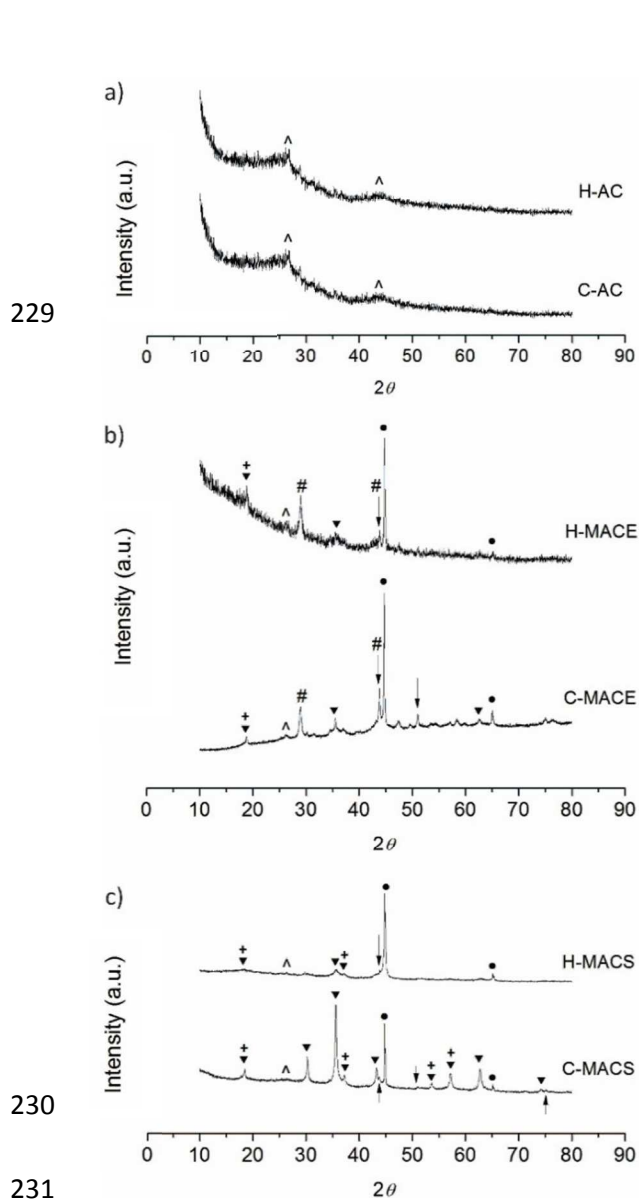 a)
^
^
H-AC
^
^
C-AC
Intensity (a.u.)
229
0 10 20 30 40 50 60 70 80 90
2θ
b)
●
+
▼
#
^
▼
#
●
H-MACE
●
#
#
+
▼
^
▼
▼
●
C-MACE
Intensity (a.u.)
0 10 20 30 40 50 60 70 80 90
2θ
c)
●
+
▼
^
▼
+
▼
●
H-MACS
▼
●
+
▼
^
▼
+
▼
▼
+
▼
+
▼
▼
●
▼
C-MACS
Intensity (a.u.)
230
0 10 20 30 40 50 60 70 80 90
231
2θ